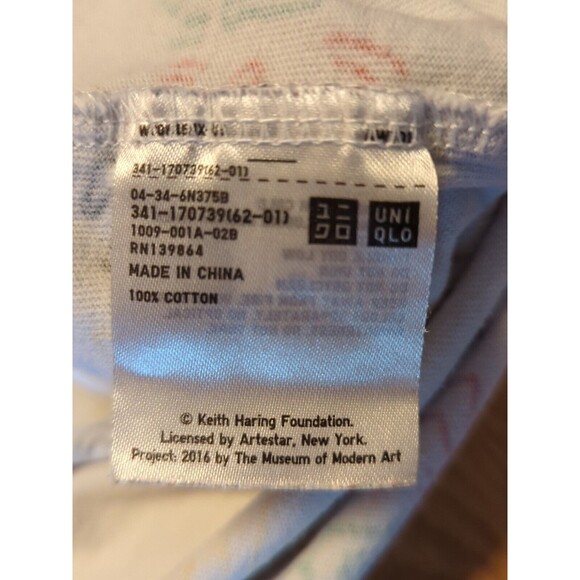 341-170739(62-01)
04-34-6N375B
341-170739(62-01)
1009-001A-02B
RN139864
MADE IN CHINA
100% COTTON
ユニ
クロ
UNI
QLO
© Keith Haring Foundation.
Licensed by Artestar, New York.
Project: 2016 by The Museum of Modern Art